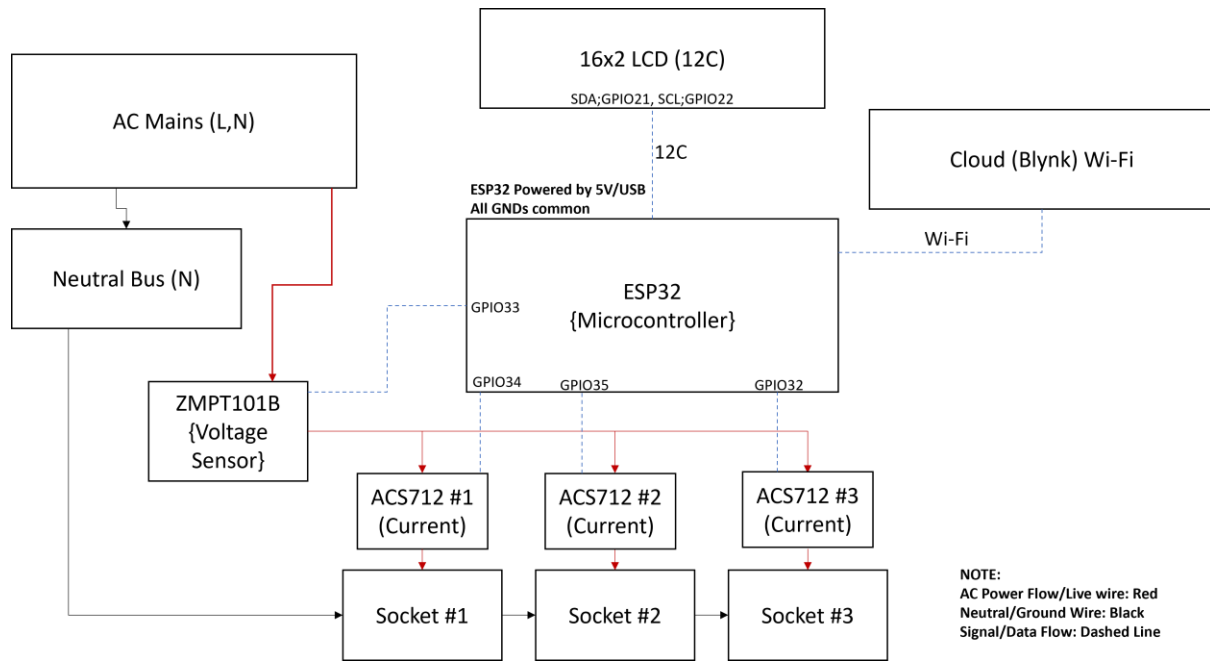 16x2 LCD (12C)
SDA;GPIO21, SCL;GPIO22
AC Mains (L,N)
Cloud (Blynk) Wi-Fi
12C
ESP32 Powered by 5V/USB
All GNDs common
Wi-Fi
Neutral Bus (N)
ESP32
{Microcontroller}
GPIO33
GPIO34
GPIO35
GPIO32
ZMPT101B
{Voltage
Sensor}
ACS712 #1
(Current)
ACS712 #2
(Current)
ACS712 #3
(Current)
Socket #1
Socket #2
Socket #3
NOTE:
AC Power Flow/Live wire: Red
Neutral/Ground Wire: Black
Signal/Data Flow: Dashed Line